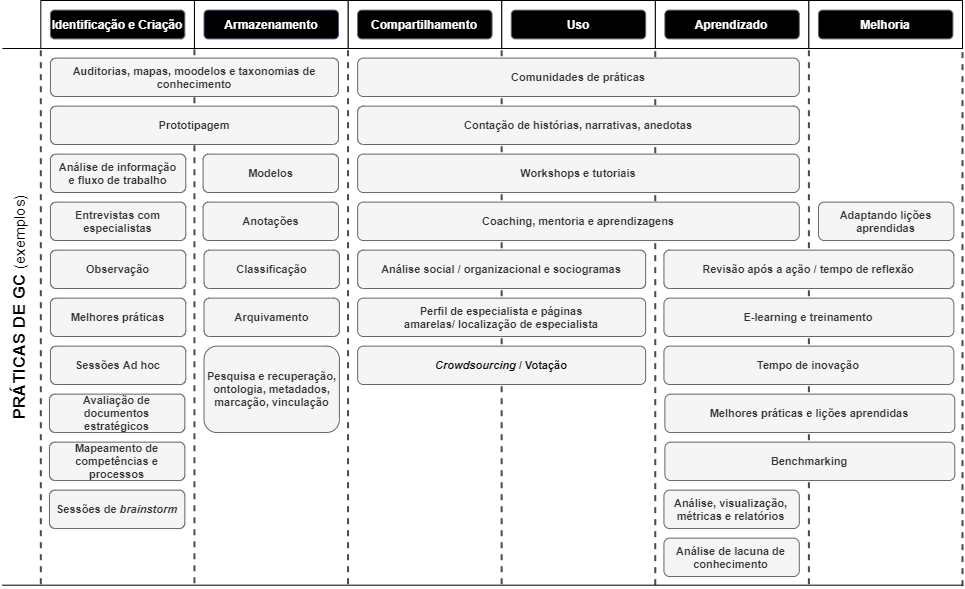 Identificação e Criação
Armazenamento
Compartilhamento
Uso
Aprendizado
Melhoria
PRÁTICAS DE GC (exemplos)
Auditorias, mapas, moodelos e taxonomias de
conhecimento
Comunidades de práticas
Prototipagem
Contação de histórias, narrativas, anedotas
Análise de informação
e fluxo de trabalho
Modelos
Workshops e tutoriais
Entrevistas com
especialistas
Anotações
Coaching, mentoria e aprendizagens
Adaptando lições
aprendidas
Observação
Classificação
Análise social / organizacional e sociogramas
Revisão após a ação / tempo de reflexão
Melhores práticas
Arquivamento
Perfil de especialista e páginas
amarelas/ localização de especialista
E-learning e treinamento
Sessões Ad hoc
Pesquisa e recuperação,
ontologia, metadados,
marcação, vinculação
Crowdsourcing / Votação
Tempo de inovação
Avaliação de
documentos
estratégicos
Melhores práticas e lições aprendidas
Mapeamento de
competências e
processos
Benchmarking
Sessões de brainstorm
Análise, visualização,
métricas e relatórios
Análise de lacuna de
conhecimento